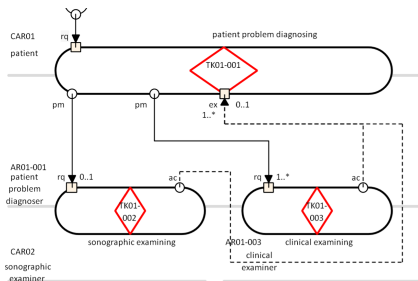 CAR01
patient
rq
patient problem diagnosing
TK01-001
pm
pm
ex
0..1
1..*
AR01-001
patient
problem
diagnoser
rq
0..1
ac
rq
1..*
ac
TK01-
002
TK01-
003
sonographic examining
AR01-003
clinical examining
clinical
examiner
CAR02
sonographic
examiner